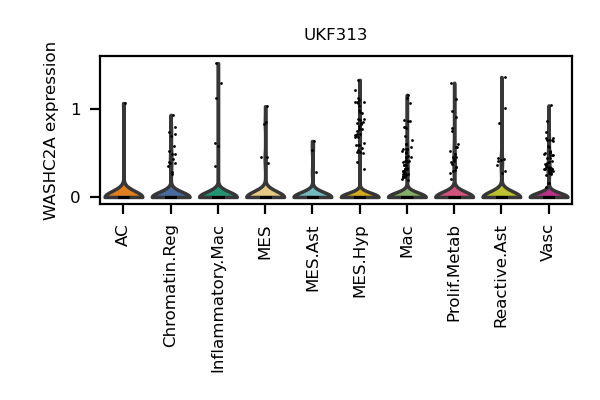 UKF313
WASHC2A expression
1
0
AC
Chromatin.Reg
Inflammatory.Mac
MES
MES.Ast
MES.Hyp
Mac
Prolif.Metab
Reactive.Ast
Vasc